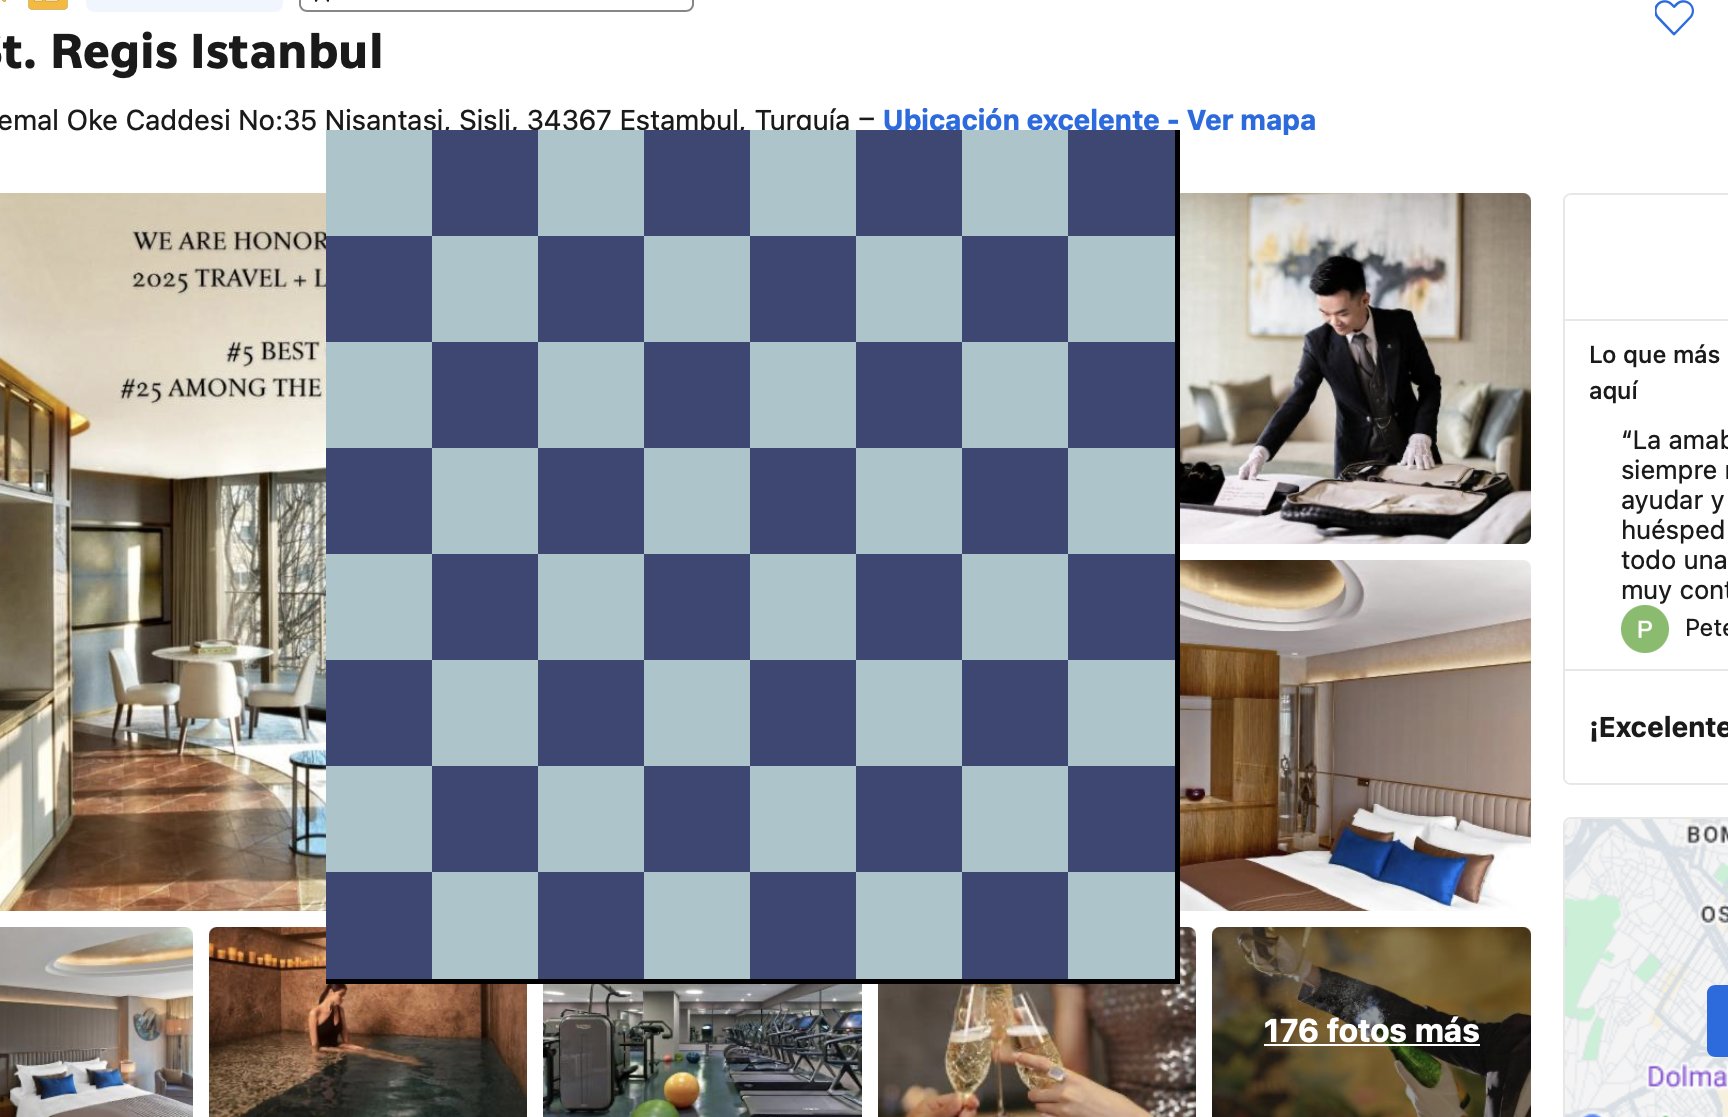 t. Regis Istanbul
emal Oke Caddesi No:35 Nisantasi, Sisli, 34367 Estambul, Turquía – Ubicación excelente - Ver mapa
WE ARE HONOR
2025 TRAVEL + L
#5 BEST
#25 AMONG THE
Lo que más
aquí
“La amab
siempre
ayudar y
huésped
todo una
muy cont
P Pete
¡Excelente
BOM
OS
176 fotos más
Dolma